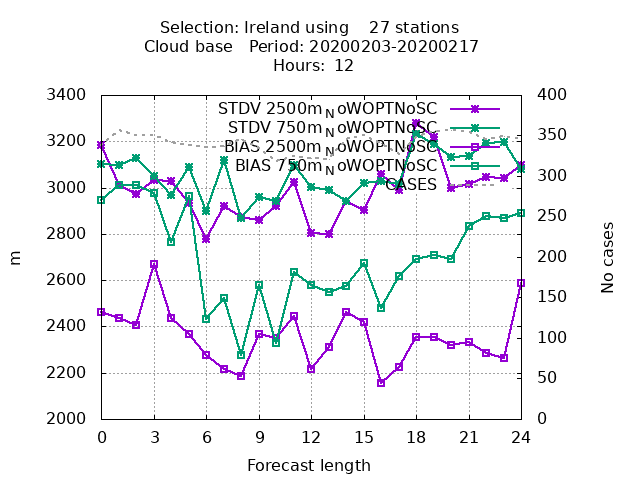 Selection: Ireland using 27 stations
Cloud base Period: 20200203-20200217
Hours: 12
3400
3200
3000
2800
2600
2400
2200
2000
m
400
350
300
250
200
150
100
50
0
No cases
STDV 2500m_NoWOPTNoSC
STDV 750m_NoWOPTNoSC
BIAS 2500m_NoWOPTNoSC
BIAS 750m_NoWOPTNoSC
CASES
0 3 6 9 12 15 18 21 24
Forecast length